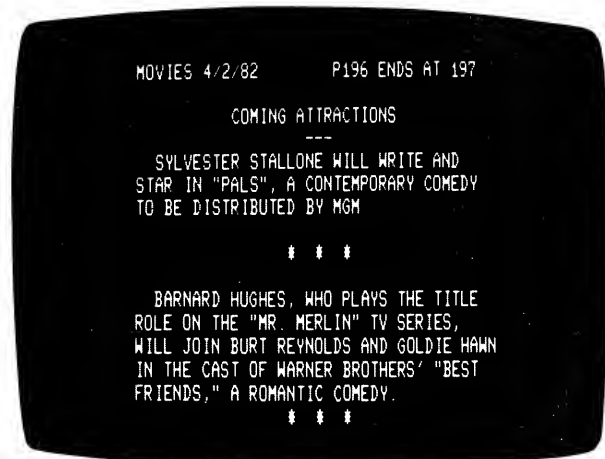 MOVIES 4/2/82 P196 ENDS AT 197
COMING ATTRACTIONS
---
SYLVESTER STALLONE WILL WRITE AND
STAR IN "PALS", A CONTEMPORARY COMEDY
TO BE DISTRIBUTED BY MGM
* * *
BARNARD HUGHES, WHO PLAYS THE TITLE
ROLE ON THE "MR. MERLIN" TV SERIES,
WILL JOIN BURT REYNOLDS AND GOLDIE HAWN
IN THE CAST OF WARNER BROTHERS' "BEST
FRIENDS," A ROMANTIC COMEDY.
* * *